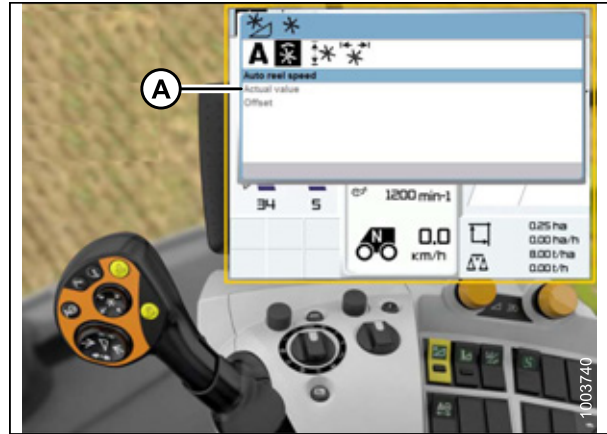 A
Auto reel speed
Actual value
Offset
A
1200 min-1
34
5
N
0.0
km/h
0.25 ha
0.00 ha/h
8.00 t/ha
0.00 t/h
1003740